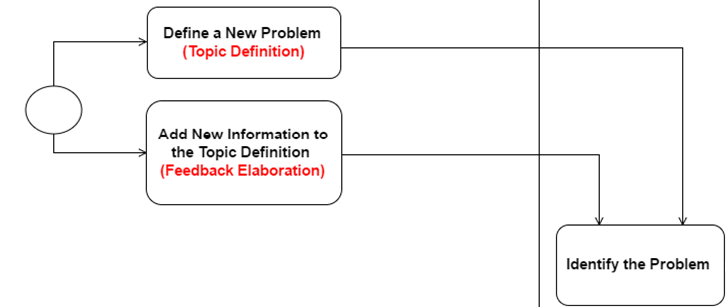 Define a New Problem
(Topic Definition)
Add New Information to
the Topic Definition
(Feedback Elaboration)
Identify the Problem